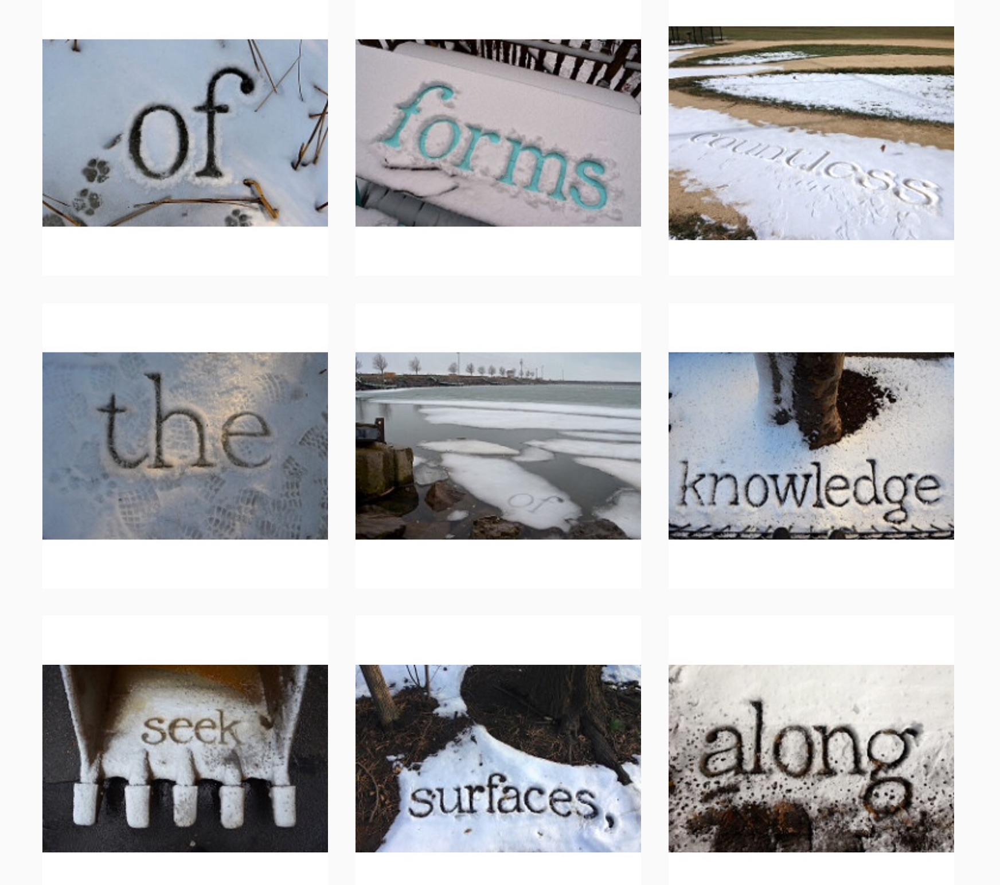 of
forms
countless
the
of
knowledge
seek
surfaces,
along